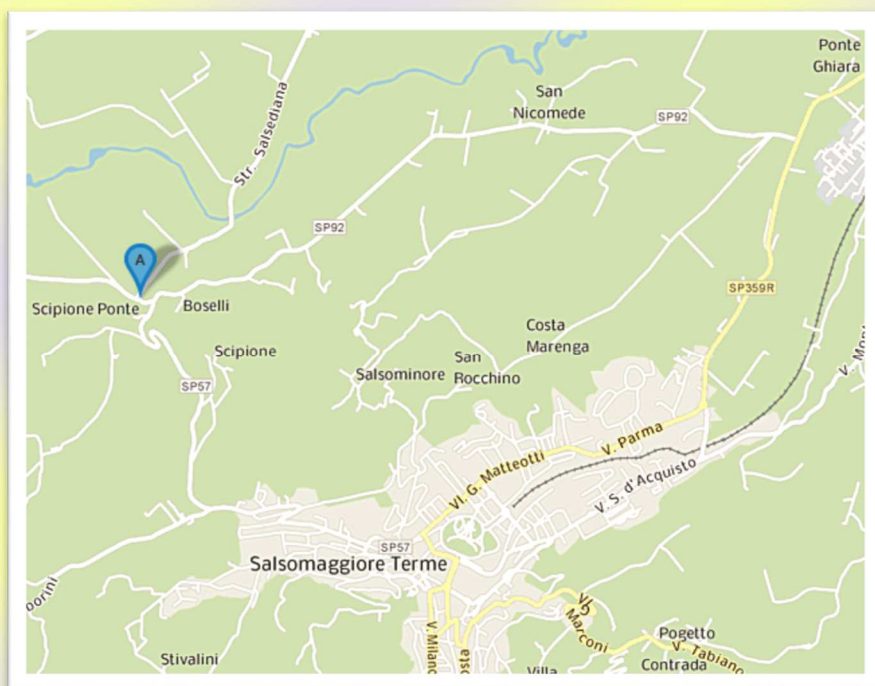 Ponte
Ghiara
San
Nicomede
SP92
Str. Salsediana
SP92
A
SP359R
Scipione Ponte
Boselli
Costa
Marenga
Scipione
San
Rocchino
Salsominore
SP57
V. Parma
Vl. G. Matteotti
V. S. d'Acquisto
SP57
Salsomaggiore Terme
Vl.
Marconi
V. Milano
Pogetto
V. Tabiano
Contrada
Stivalini
Villa